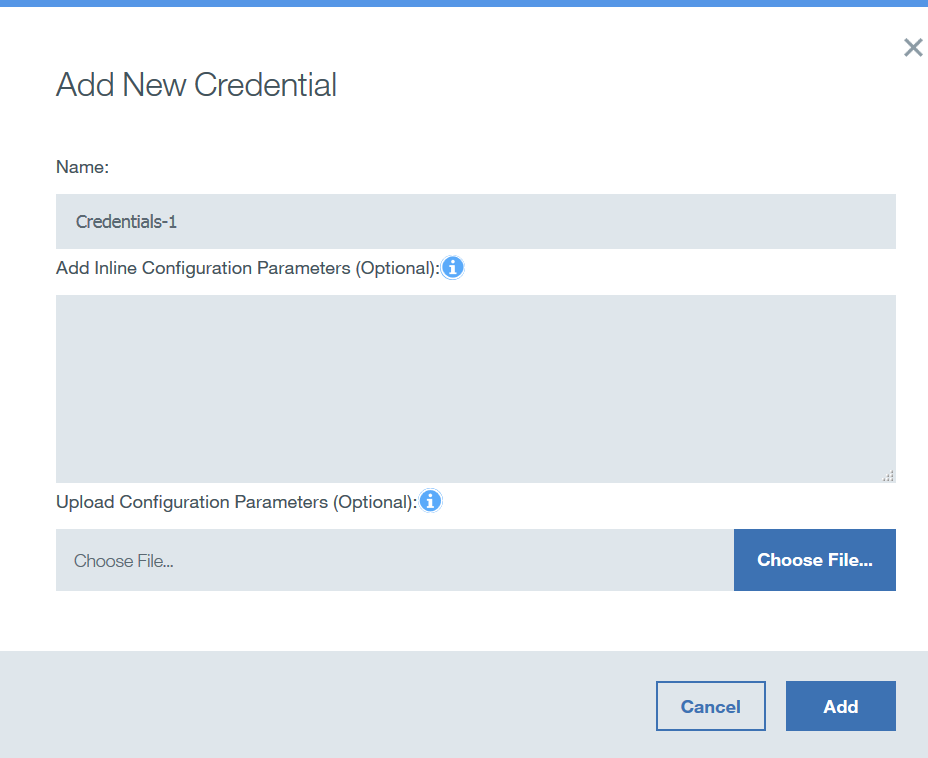 Add New Credential
Name:
Credentials-1
Add Inline Configuration Parameters (Optional):
Upload Configuration Parameters (Optional):
Choose File...
Choose File...
Cancel
Add